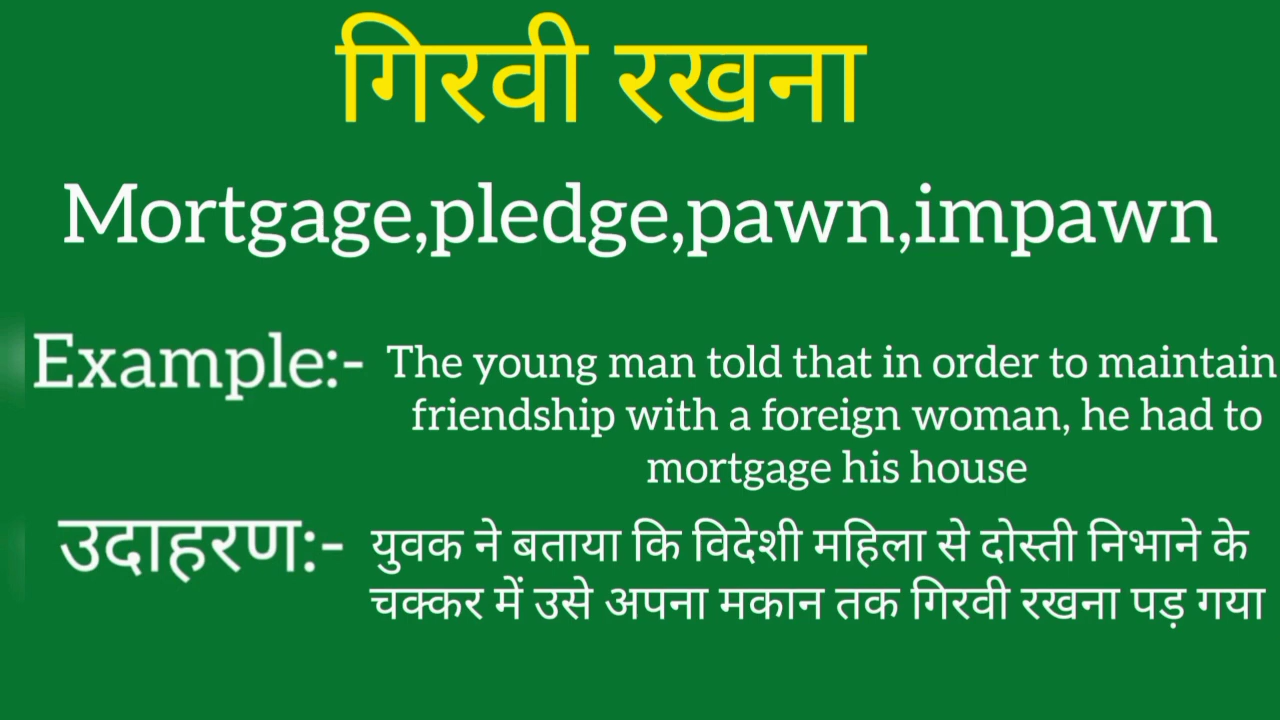 गिरवी रखना
Mortgage,pledge,pawn,impawn
Example:- The young man told that in order to maintain
friendship with a foreign woman, he had to
mortgage his house
उदाहरण:- युवक ने बताया कि विदेशी महिला से दोस्ती निभाने के
चक्कर में उसे अपना मकान तक गिरवी रखना पड़ गया